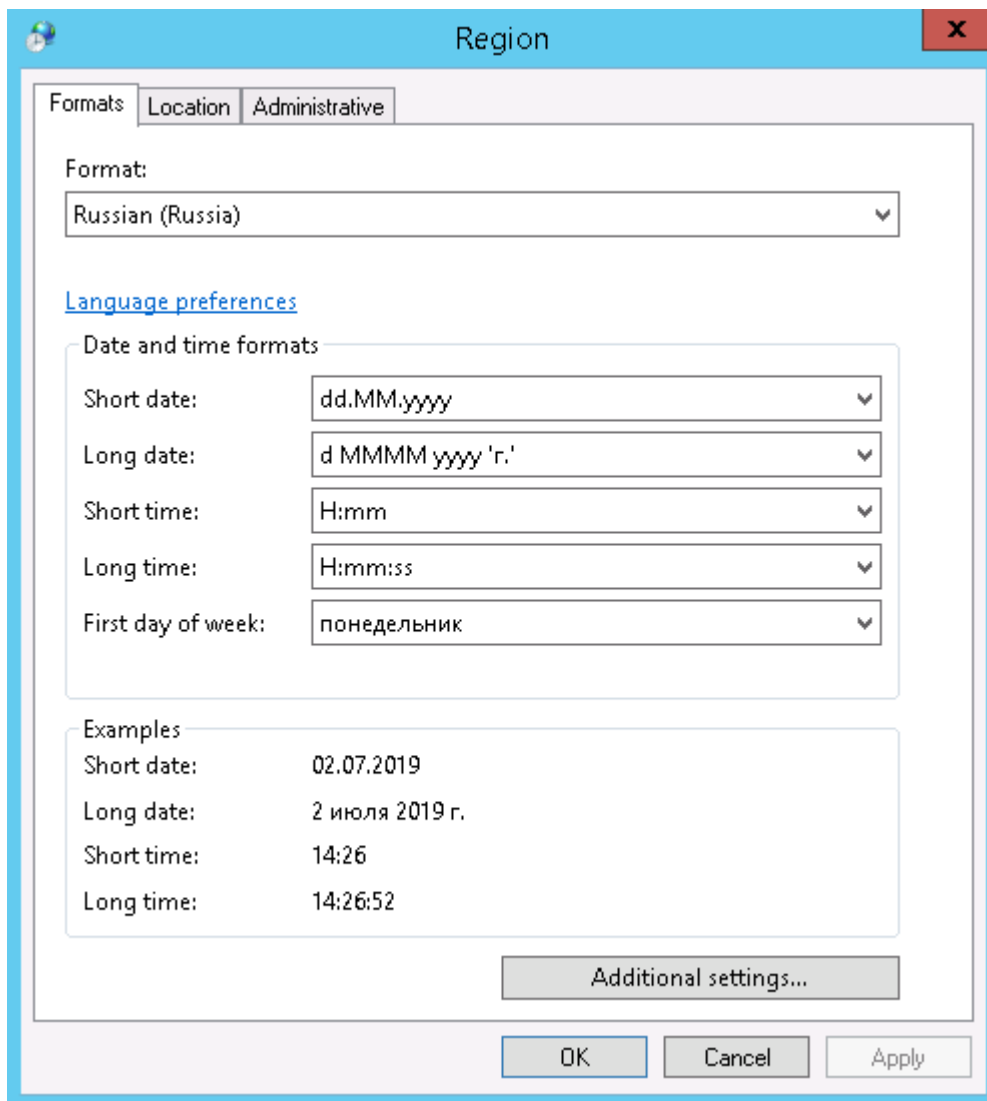 Region
x
Formats Location Administrative
Format:
Russian (Russia)
Language preferences
Date and time formats
Short date: dd.MM.yyyy
Long date: d MMMM yyyy 'г.'
Short time: H:mm
Long time: H:mm:ss
First day of week: понедельник
Examples
Short date: 02.07.2019
Long date: 2 июля 2019 г.
Short time: 14:26
Long time: 14:26:52
Additional settings...
OK Cancel Apply